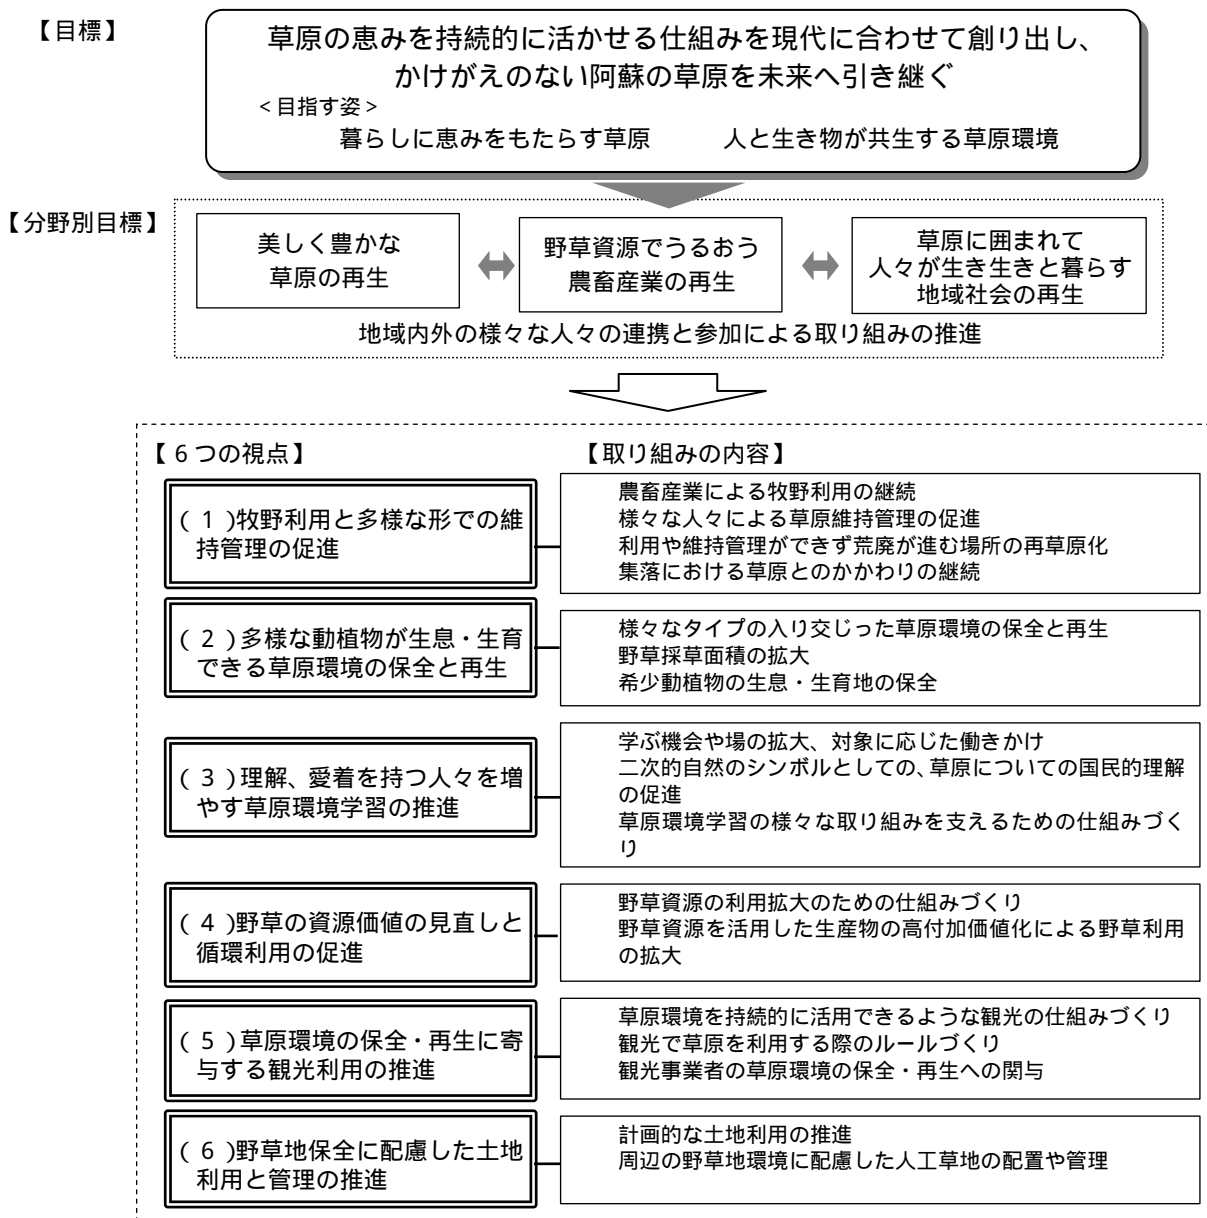 【目標】
草原の恵みを持続的に活かせる仕組みを現代に合わせて創り出し、
かけがえのない阿蘇の草原を未来へ引き継ぐ
＜目指す姿＞
暮らしに恵みをもたらす草原　　人と生き物が共生する草原環境
【分野別目標】
美しく豊かな
草原の再生
野草資源でうるおう
農畜産業の再生
草原に囲まれて
人々が生き生きと暮らす
地域社会の再生
地域内外の様々な人々の連携と参加による取り組みの推進
【６つの視点】
【取り組みの内容】
(１)牧野利用と多様な形での維
持管理の促進
農畜産業による牧野利用の継続
様々な人々による草原維持管理の促進
利用や維持管理ができず荒廃が進む場所の再草原化
集落における草原とのかかわりの継続
(２)多様な動植物が生息・生育
できる草原環境の保全と再生
様々なタイプの入り交じった草原環境の保全と再生
野草採草面積の拡大
希少動植物の生息・生育地の保全
(３)理解、愛着を持つ人々を増
やす草原環境学習の推進
学ぶ機会や場の拡大、対象に応じた働きかけ
二次的自然のシンボルとしての、草原についての国民的理解
の促進
草原環境学習の様々な取り組みを支えるための仕組みづく
り
(４)野草の資源価値の見直しと
循環利用の促進
野草資源の利用拡大のための仕組みづくり
野草資源を活用した生産物の高付加価値化による野草利用
の拡大
(５)草原環境の保全・再生に寄
与する観光利用の推進
草原環境を持続的に活用できるような観光の仕組みづくり
観光で草原を利用する際のルールづくり
観光事業者の草原環境の保全・再生への関与
(６)野草地保全に配慮した土地
利用と管理の推進
計画的な土地利用の推進
周辺の野草地環境に配慮した人工草地の配置や管理